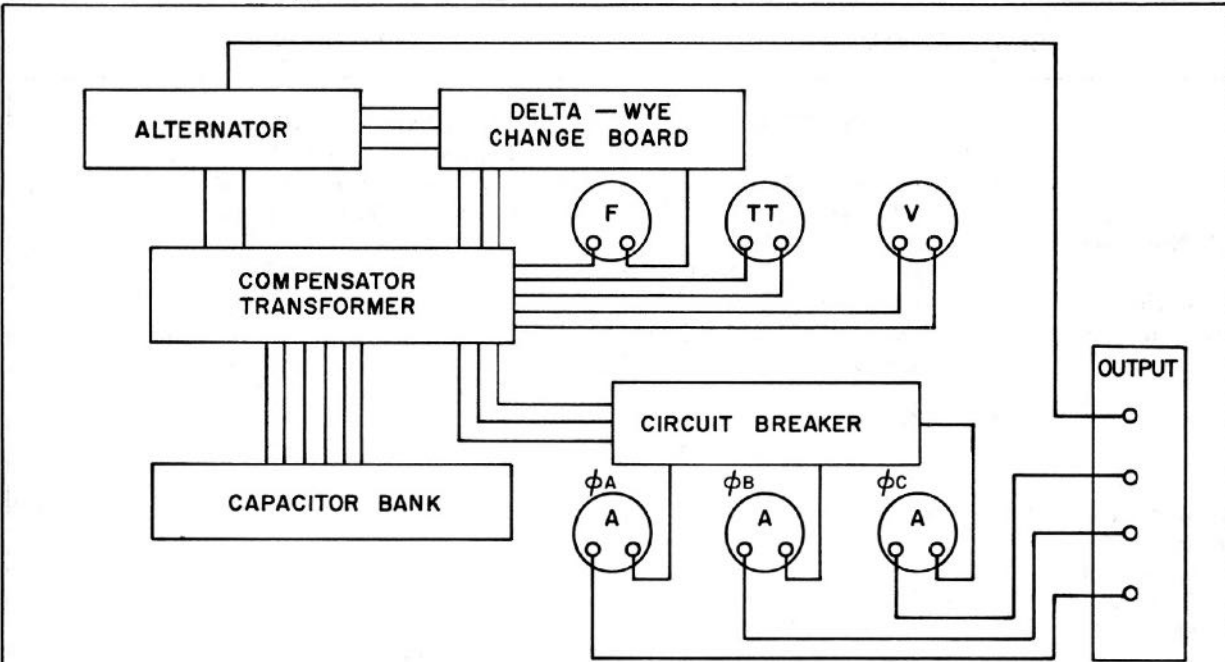 ALTERNATOR
DELTA — WYE
CHANGE BOARD
F
TT
V
COMPENSATOR
TRANSFORMER
OUTPUT
CIRCUIT BREAKER
CAPACITOR BANK
ϕA
ϕB
ϕC
A
A
A